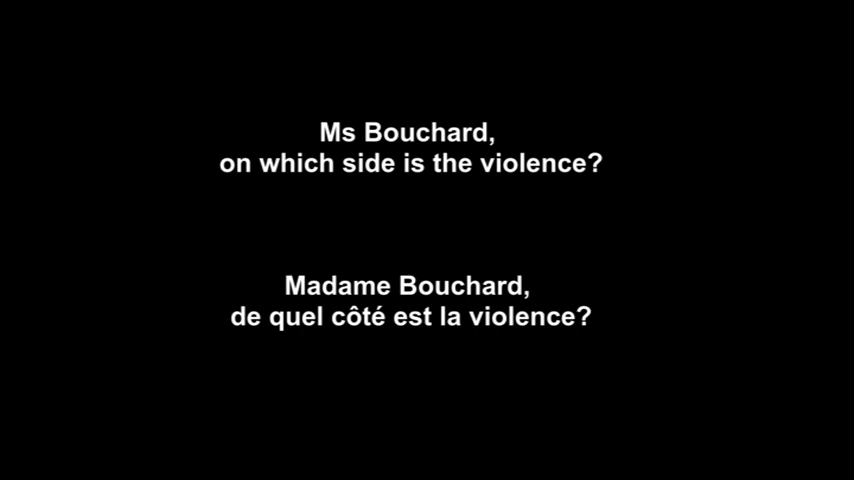 Ms Bouchard,
on which side is the violence?
Madame Bouchard,
de quel côté est la violence?